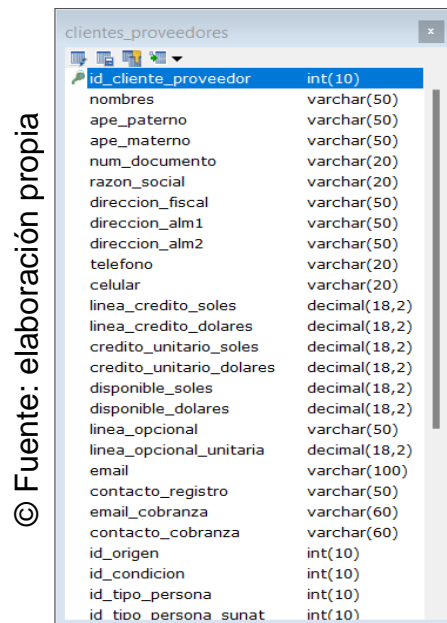 clientes_proveedores
id_cliente_proveedor int(10)
nombres varchar(50)
ape_paterno varchar(50)
ape_materno varchar(50)
num_documento varchar(20)
razon_social varchar(20)
direccion_fiscal varchar(50)
direccion_alm1 varchar(50)
direccion_alm2 varchar(50)
telefono varchar(20)
celular varchar(20)
linea_credito_soles decimal(18,2)
linea_credito_dolares decimal(18,2)
credito_unitario_soles decimal(18,2)
credito_unitario_dolares decimal(18,2)
disponible_soles decimal(18,2)
disponible_dolares decimal(18,2)
linea_opcional varchar(50)
linea_opcional_unitaria decimal(18,2)
email varchar(100)
contacto_registro varchar(50)
email_cobranza varchar(60)
contacto_cobranza varchar(60)
id_origen int(10)
id_condicion int(10)
id_tipo_persona int(10)
id_tipo_persona_sunat int(10)
© Fuente: elaboración propia